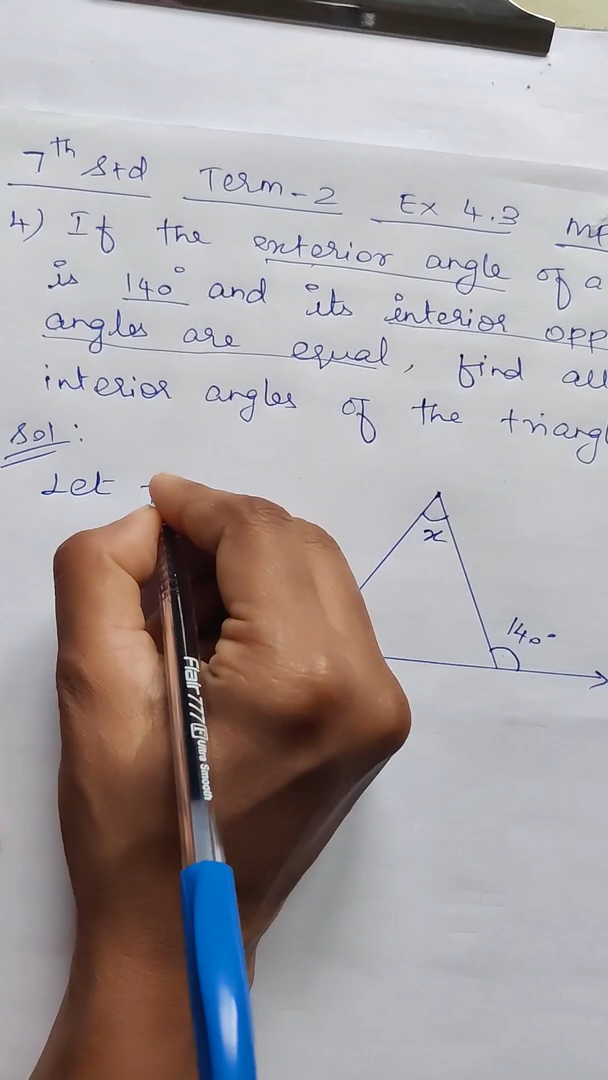 7th Std Term-2 Ex 4.3
4) If the exterior angle of a
is 140° and its interior opp
angles are equal, find all
interior angles of the triangl
Sol:
Let
x
140°
Flair 777 Ultra Smooth